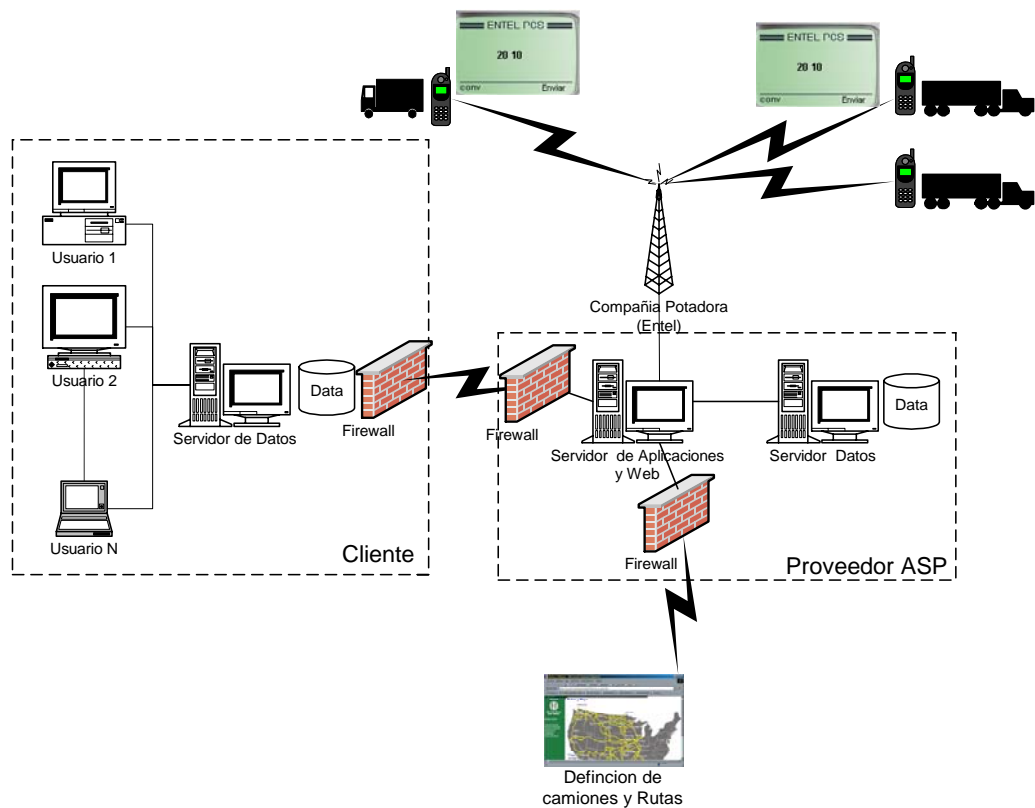 ENTEL PCS
20 10
conv
Enviar
ENTEL PCS
20 10
conv
Enviar
Usuario 1
Compañia Potadora
(Entel)
Usuario 2
Data
Data
Servidor de Datos
Firewall
Firewall
Servidor de Aplicaciones
y Web
Servidor Datos
Usuario N
Cliente
Firewall
Proveedor ASP
Defincion de
camiones y Rutas